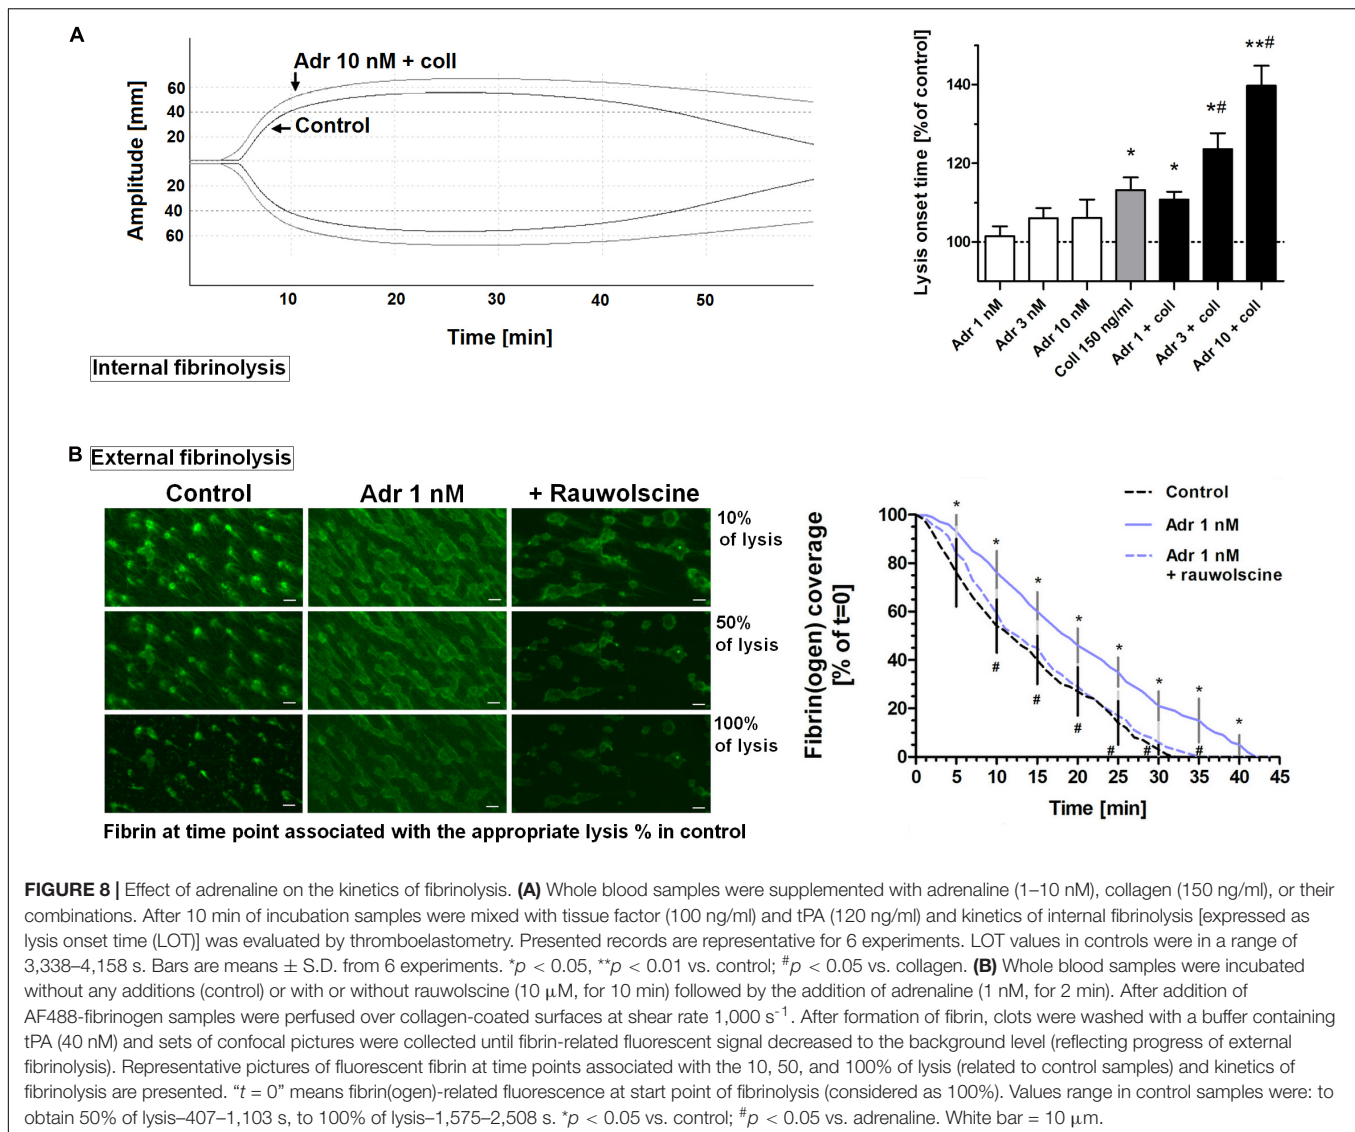 A
Adr 10 nM + coll
Control
Amplitude [mm]
60
40
20
20
40
60
10
20
30
40
50
Time [min]
Internal fibrinolysis
Lysis onset time [%of control]
140
120
100
*
*
*#
**#
Adr 1 nM
Adr 3 nM
Adr 10 nM
Coll 150 ng/ml
Adr 1 + coll
Adr 3 + coll
Adr 10 + coll
B
External fibrinolysis
Control
Adr 1 nM
+ Rauwolscine
10%
of lysis
50%
of lysis
100%
of lysis
Fibrin at time point associated with the appropriate lysis % in control
Fibrin(ogen) coverage
[% of t=0]
100
80
60
40
20
0
* * * * * * * *
# # # # # #
0 5 10 15 20 25 30 35 40 45
Time [min]
Control
Adr 1 nM
Adr 1 nM
+ rauwolscine
FIGURE 8 | Effect of adrenaline on the kinetics of fibrinolysis. (A) Whole blood samples were supplemented with adrenaline (1–10 nM), collagen (150 ng/ml), or their
combinations. After 10 min of incubation samples were mixed with tissue factor (100 ng/ml) and tPA (120 ng/ml) and kinetics of internal fibrinolysis [expressed as
lysis onset time (LOT)] was evaluated by thromboelastometry. Presented records are representative for 6 experiments. LOT values in controls were in a range of
3,338–4,158 s. Bars are means ± S.D. from 6 experiments. *p < 0.05, **p < 0.01 vs. control; #p < 0.05 vs. collagen. (B) Whole blood samples were incubated
without any additions (control) or with or without rauwolscine (10 μM, for 10 min) followed by the addition of adrenaline (1 nM, for 2 min). After addition of
AF488-fibrinogen samples were perfused over collagen-coated surfaces at shear rate 1,000 s-1. After formation of fibrin, clots were washed with a buffer containing
tPA (40 nM) and sets of confocal pictures were collected until fibrin-related fluorescent signal decreased to the background level (reflecting progress of external
fibrinolysis). Representative pictures of fluorescent fibrin at time points associated with the 10, 50, and 100% of lysis (related to control samples) and kinetics of
fibrinolysis are presented. “t = 0” means fibrin(ogen)-related fluorescence at start point of fibrinolysis (considered as 100%). Values range in control samples were: to
obtain 50% of lysis–407–1,103 s, to 100% of lysis–1,575–2,508 s. *p < 0.05 vs. control; #p < 0.05 vs. adrenaline. White bar = 10 μm.